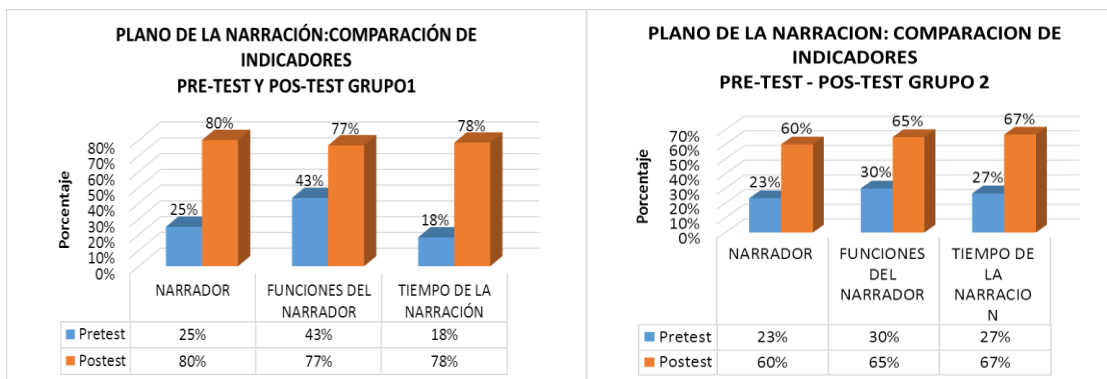 PLANO DE LA NARRACIÓN:COMPARACIÓN DE
INDICADORES
PRE-TEST Y POS-TEST GRUPO1
Porcentaje
80%
70%
60%
50%
40%
30%
20%
10%
0%
25%
80%
43%
77%
18%
78%
NARRADOR
FUNCIONES DEL
NARRADOR
TIEMPO DE LA
NARRACIÓN
Pretest 25% 43% 18%
Postest 80% 77% 78%
PLANO DE LA NARRACION: COMPARACION DE
INDICADORES
PRE-TEST - POS-TEST GRUPO 2
Porcentaje
70%
60%
50%
40%
30%
20%
10%
0%
23%
60%
30%
65%
27%
67%
NARRADOR
FUNCIONES
DEL
NARRADOR
TIEMPO DE
LA
NARRACIO
N
Pretest 23% 30% 27%
Postest 60% 65% 67%